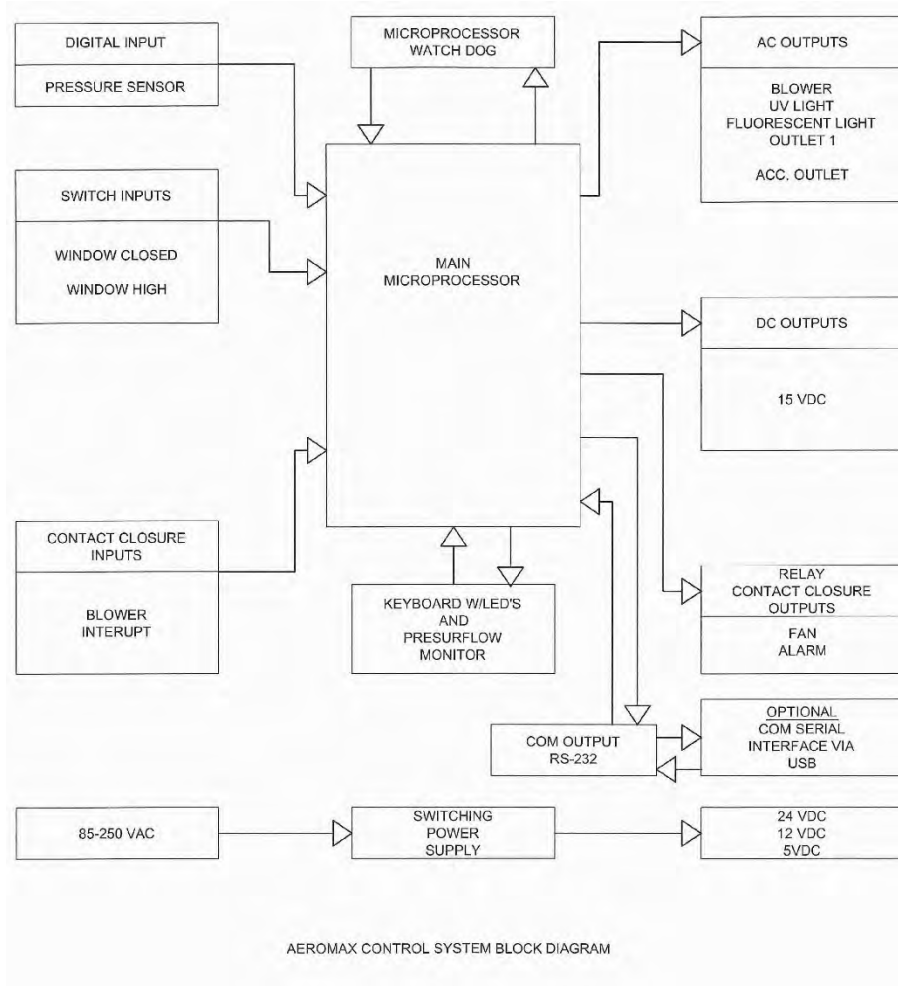 DIGITAL INPUT
PRESSURE SENSOR
MICROPROCESSOR
WATCH DOG
AC OUTPUTS
BLOWER
UV LIGHT
FLUORESCENT LIGHT
OUTLET 1
ACC. OUTLET
SWITCH INPUTS
WINDOW CLOSED
WINDOW HIGH
MAIN
MICROPROCESSOR
DC OUTPUTS
15 VDC
CONTACT CLOSURE
INPUTS
BLOWER
INTERUPT
KEYBOARD W/LED'S
AND
PRESURFLOW
MONITOR
RELAY
CONTACT CLOSURE
OUTPUTS
FAN
ALARM
COM OUTPUT
RS-232
OPTIONAL
COM SERIAL
INTERFACE VIA
USB
85-250 VAC
SWITCHING
POWER
SUPPLY
24 VDC
12 VDC
5VDC
AEROMAX CONTROL SYSTEM BLOCK DIAGRAM